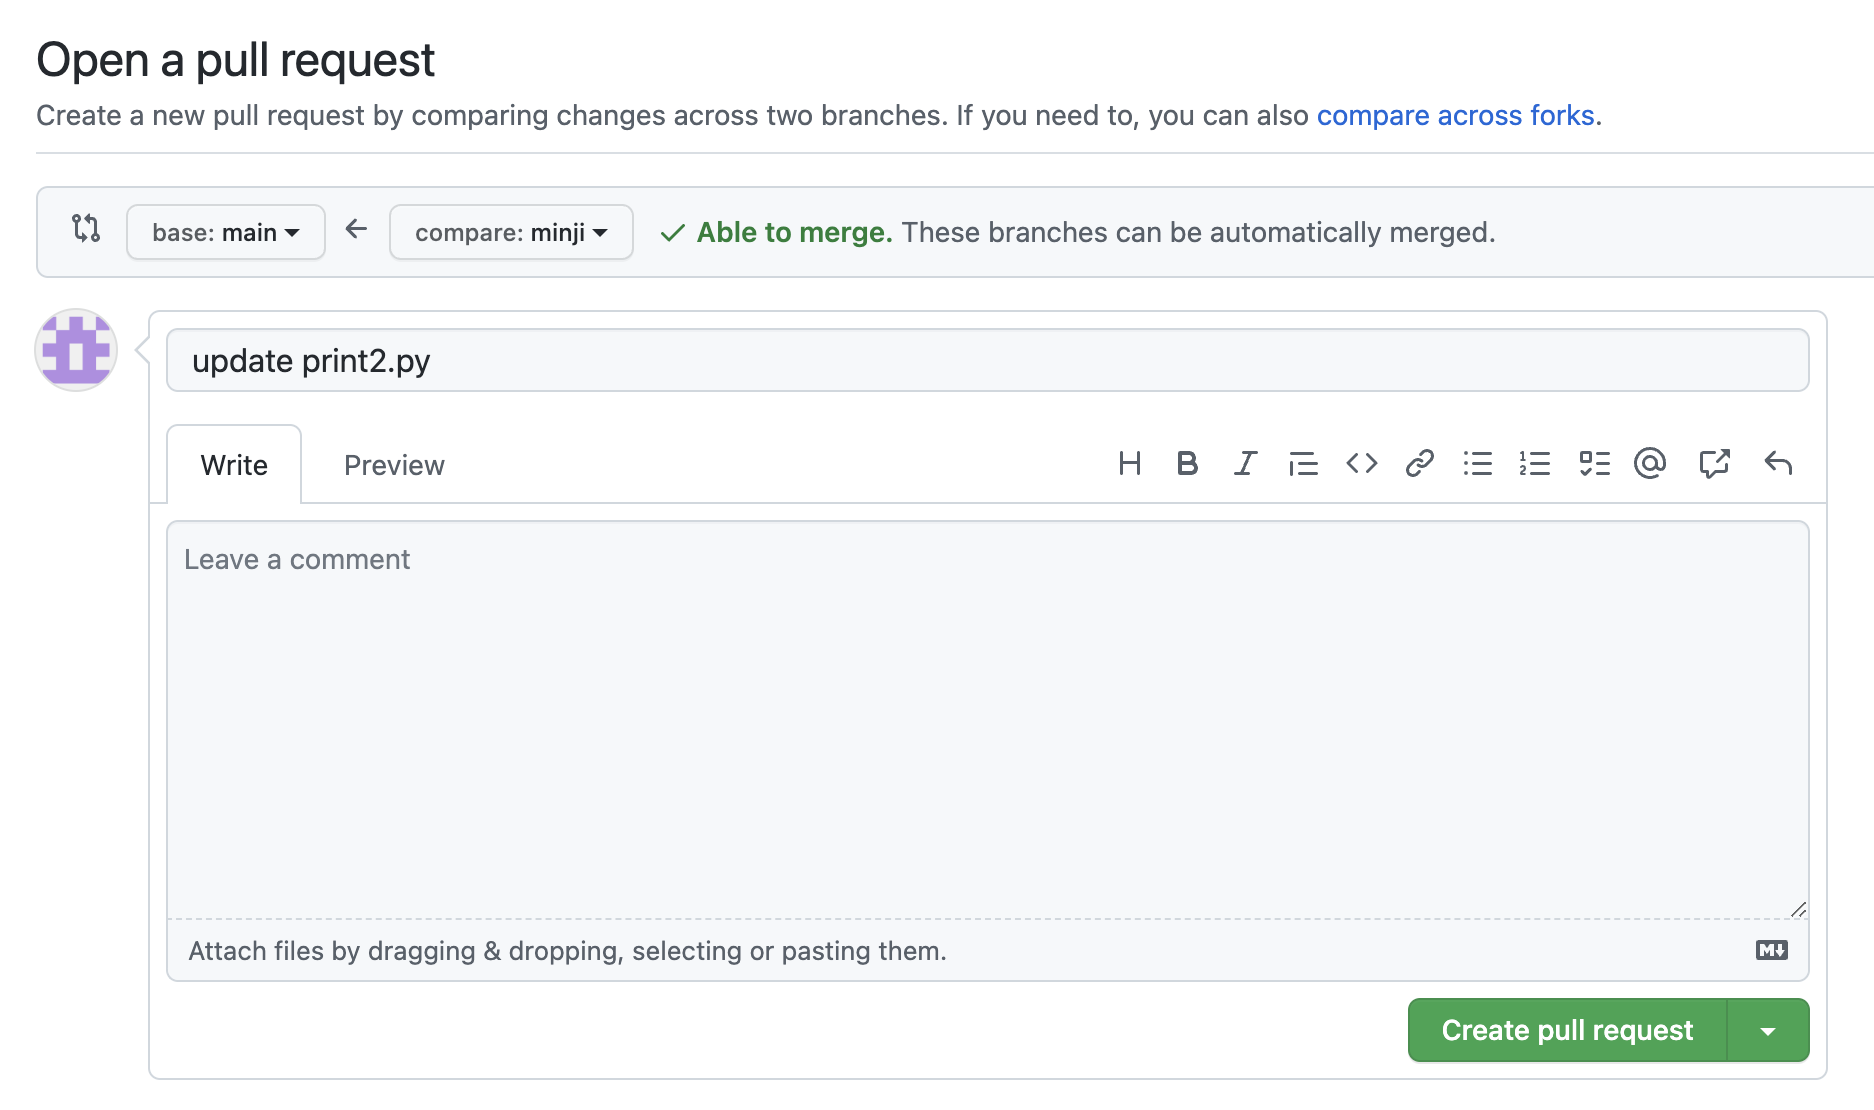 Open a pull request
Create a new pull request by comparing changes across two branches. If you need to, you can also compare across forks.
base: main compare: minji Able to merge. These branches can be automatically merged.
update print2.py
Write Preview
Leave a comment
Attach files by dragging & dropping, selecting or pasting them.
Create pull request